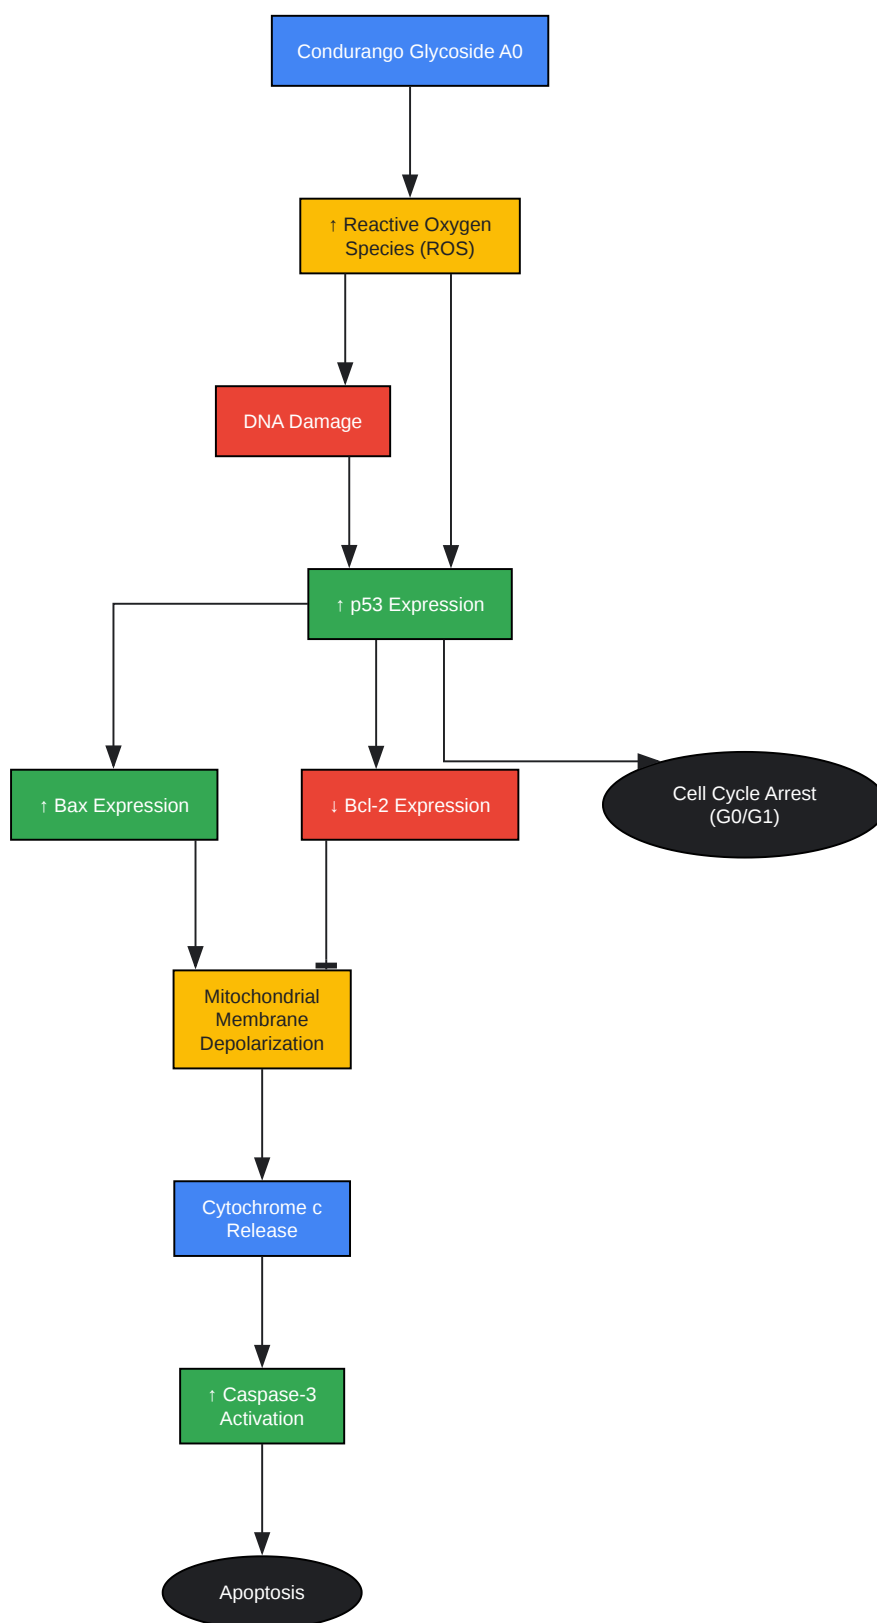 Condurango Glycoside A0
↑ Reactive Oxygen
Species (ROS)
DNA Damage
↑ p53 Expression
↑ Bax Expression
↓ Bcl-2 Expression
Cell Cycle Arrest
(G0/G1)
Mitochondrial
Membrane
Depolarization
Cytochrome c
Release
↑ Caspase-3
Activation
Apoptosis